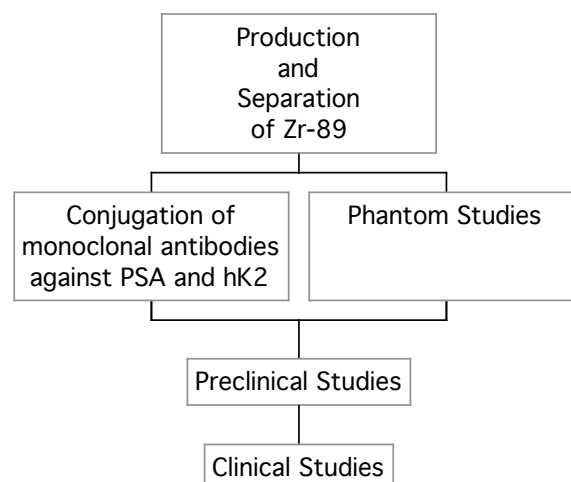 Production
and
Separation
of Zr-89
Conjugation of
monoclonal antibodies
against PSA and hK2
Phantom Studies
Preclinical Studies
Clinical Studies